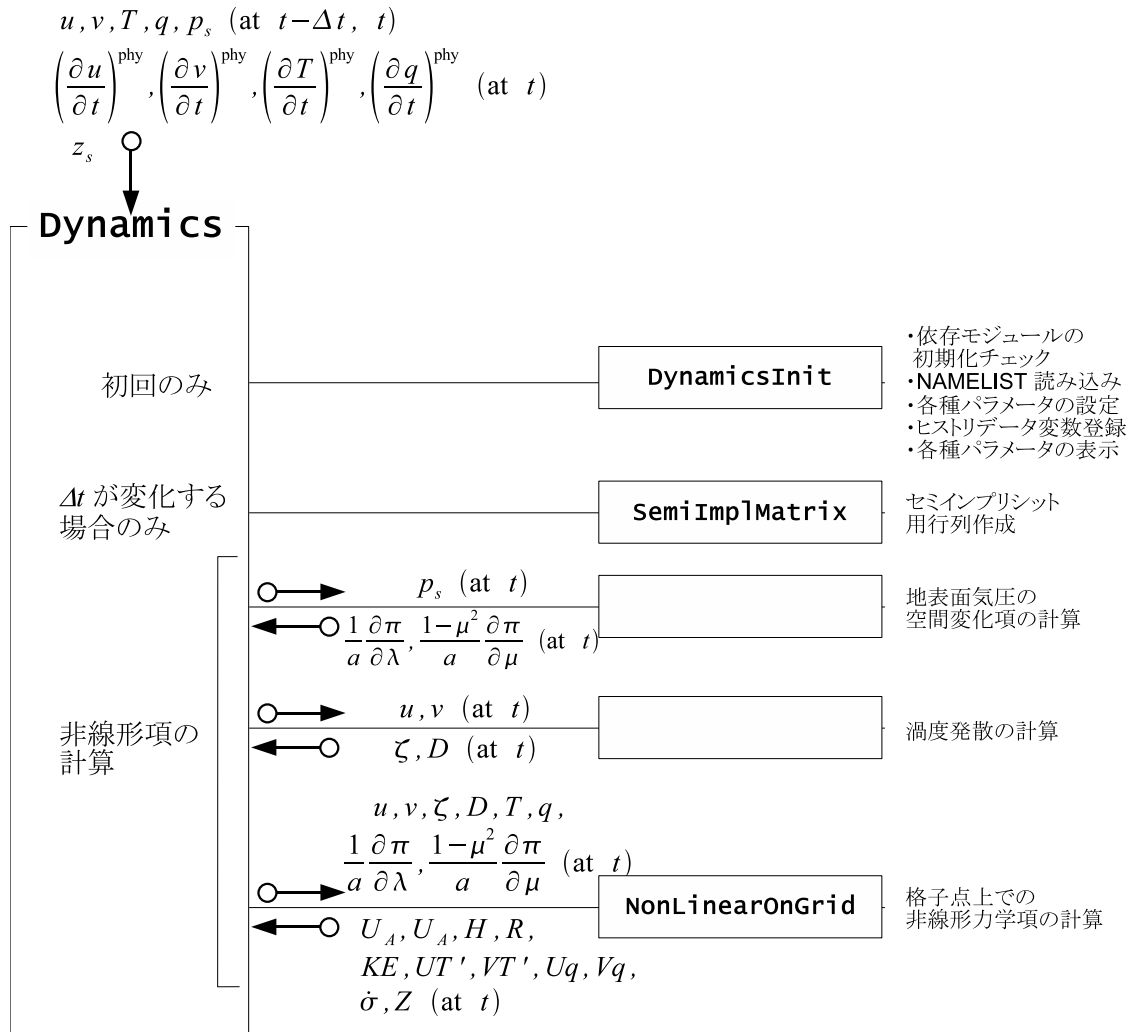 u, v, T, q, p_s (at t−Δt, t)
(∂u/∂t)^phy, (∂v/∂t)^phy, (∂T/∂t)^phy, (∂q/∂t)^phy (at t)
z_s
Dynamics
初回のみ
DynamicsInit
・依存モジュールの
初期化チェック
・NAMELIST 読み込み
・各種パラメータの設定
・ヒストリデータ変数登録
・各種パラメータの表示
Δt が変化する
場合のみ
SemiImplMatrix
セミインプリシット
用行列作成
非線形項の
計算
p_s (at t)
1/a ∂π/∂λ, (1−μ²)/a ∂π/∂μ (at t)
地表面気圧の
空間変化項の計算
u, v (at t)
ζ, D (at t)
渦度発散の計算
u, v, ζ, D, T, q,
1/a ∂π/∂λ, (1−μ²)/a ∂π/∂μ (at t)
NonLinearOnGrid
格子点上での
非線形力学項の計算
U_A, U_A, H, R,
KE, UT', VT', Uq, Vq,
σ̇, Z (at t)